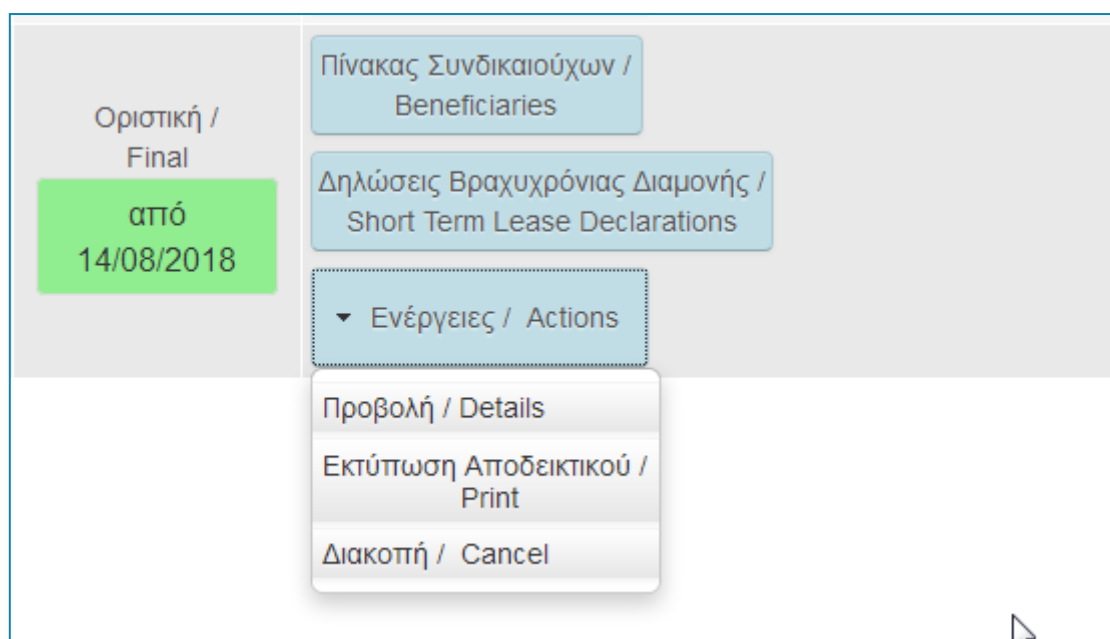 Οριστική /
Final
από
14/08/2018
Πίνακας Συνδικαιούχων /
Beneficiaries
Δηλώσεις Βραχυχρόνιας Διαμονής /
Short Term Lease Declarations
Ενέργειες / Actions
Προβολή / Details
Εκτύπωση Αποδεικτικού /
Print
Διακοπή / Cancel